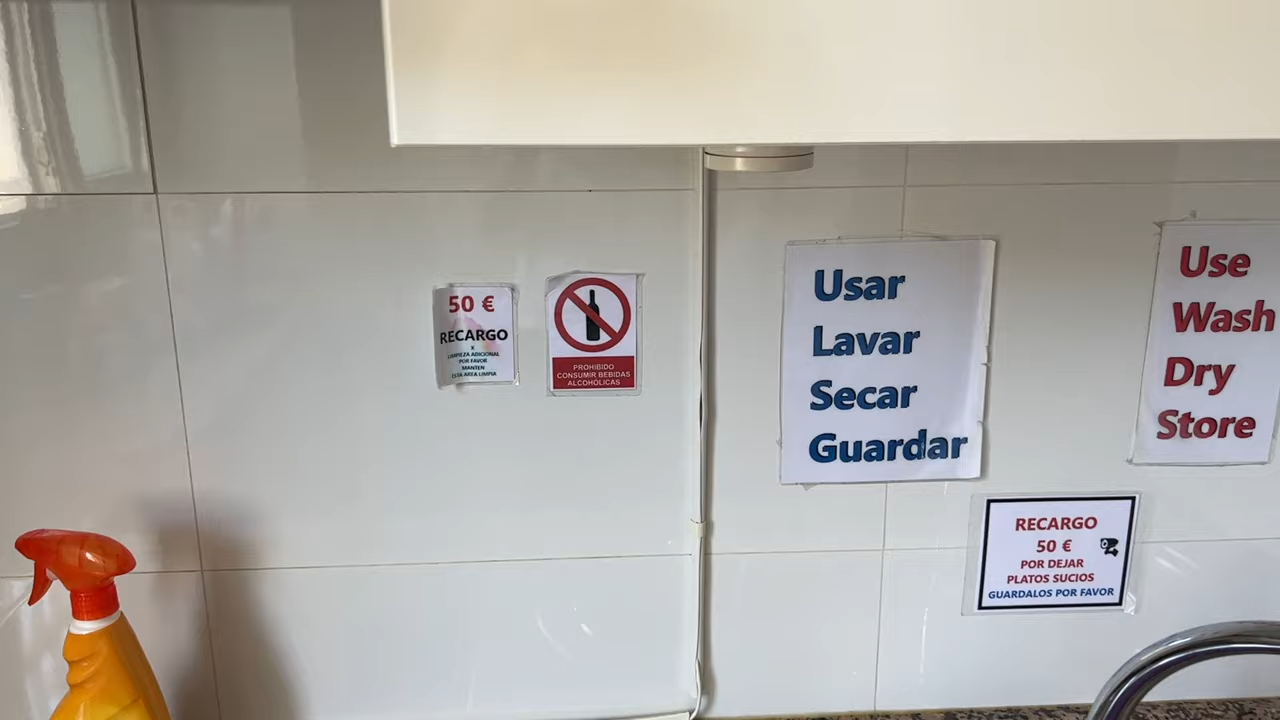 50 €
RECARGO
X
LIMPIEZA ADICIONAL
POR FAVOR
MANTEN
ESTA AREA LIMPIA
PROHIBIDO
CONSUMIR BEBIDAS
ALCOHÓLICAS
Usar
Lavar
Secar
Guardar
Use
Wash
Dry
Store
RECARGO
50 €
POR DEJAR
PLATOS SUCIOS
GUARDALOS POR FAVOR